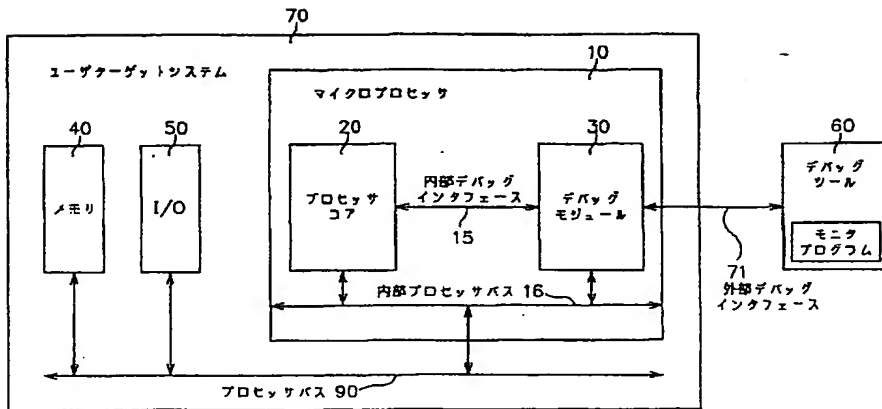 70
ユーザターゲットシステム
10
マイクロプロセッサ
40
メモリ
50
I/O
20
プロセッサ
コア
内部デバッグ
インタフェース
15
30
デバッグ
モジュール
60
デバッグ
ツール
モニタ
プログラム
71
外部デバッグ
インタフェース
内部プロセッサバス 16
プロセッサバス 90